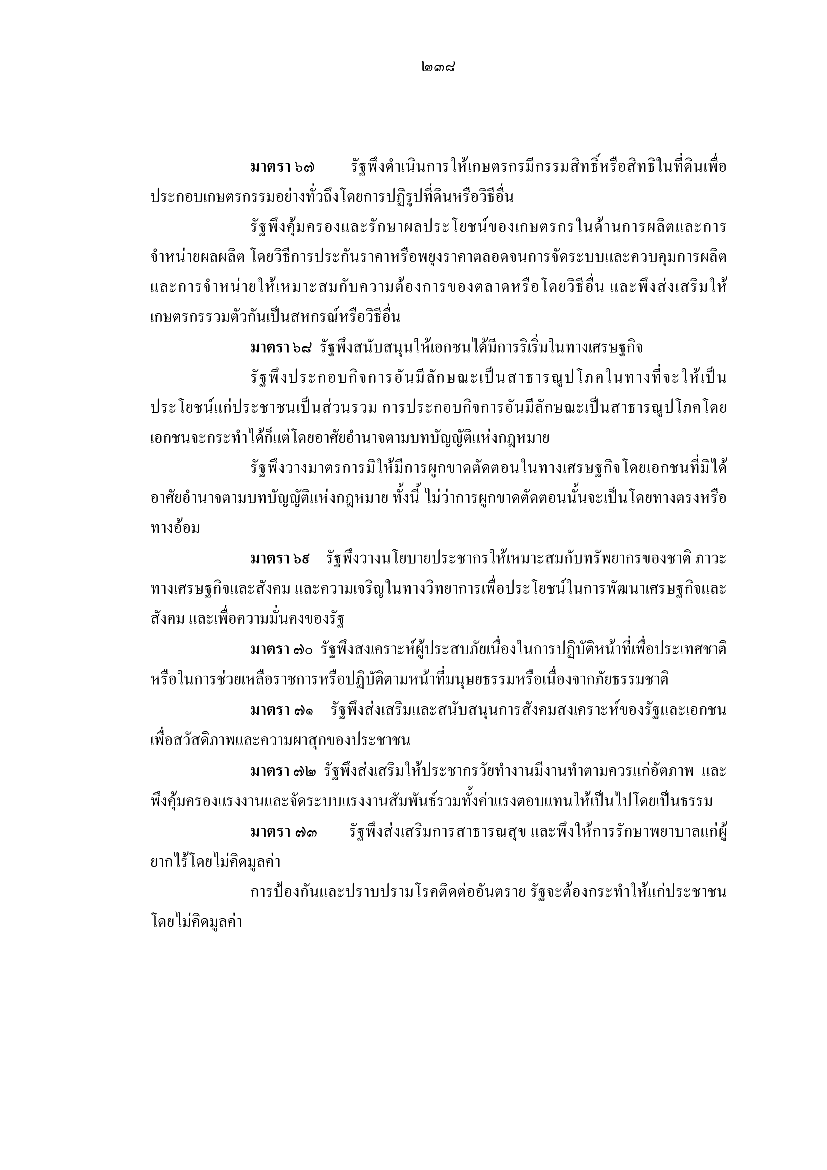 ๒๓๘
มาตรา ๖๗ รัฐพึงดำเนินการให้เกษตรกรมีกรรมสิทธิ์หรือสิทธิในที่ดินเพื่อ
ประกอบเกษตรกรรมอย่างทั่วถึงโดยการปฏิรูปที่ดินหรือวิธีอื่น
รัฐพึงคุ้มครองและรักษาผลประโยชน์ของเกษตรกรในด้านการผลิตและการ
จำหน่ายผลผลิต โดยวิธีการประกันราคาหรือพยุงราคาตลอดจนการจัดระบบและควบคุมการผลิต
และการจำหน่ายให้เหมาะสมกับความต้องการของตลาดหรือโดยวิธีอื่น และพึงส่งเสริมให้
เกษตรกรรวมตัวกันเป็นสหกรณ์หรือวิธีอื่น
มาตรา ๖๘ รัฐพึงสนับสนุนให้เอกชนได้มีการริเริ่มในทางเศรษฐกิจ
รัฐพึงประกอบกิจการอันมีลักษณะเป็นสาธารณูปโภคในทางที่จะให้เป็น
ประโยชน์แก่ประชาชนเป็นส่วนรวม การประกอบกิจการอันมีลักษณะเป็นสาธารณูปโภคโดย
เอกชนจะกระทำได้ก็แต่โดยอาศัยอำนาจตามบทบัญญัติแห่งกฎหมาย
รัฐพึงวางมาตรการมิให้มีการผูกขาดตัดตอนในทางเศรษฐกิจโดยเอกชนที่มิได้
อาศัยอำนาจตามบทบัญญัติแห่งกฎหมาย ทั้งนี้ ไม่ว่าการผูกขาดตัดตอนนั้นจะเป็นโดยทางตรงหรือ
ทางอ้อม
มาตรา ๖๙ รัฐพึงวางนโยบายประชากรให้เหมาะสมกับทรัพยากรของชาติ ภาวะ
ทางเศรษฐกิจและสังคม และความเจริญในทางวิทยาการเพื่อประโยชน์ในการพัฒนาเศรษฐกิจและ
สังคม และเพื่อความมั่นคงของรัฐ
มาตรา ๗๐ รัฐพึงสงเคราะห์ผู้ประสบภัยเนื่องในการปฏิบัติหน้าที่เพื่อประเทศชาติ
หรือในการช่วยเหลือราชการหรือปฏิบัติตามหน้าที่มนุษยธรรมหรือเนื่องจากภัยธรรมชาติ
มาตรา ๗๑ รัฐพึงส่งเสริมและสนับสนุนการสังคมสงเคราะห์ของรัฐและเอกชน
เพื่อสวัสดิภาพและความผาสุกของประชาชน
มาตรา ๗๒ รัฐพึงส่งเสริมให้ประชากรวัยทำงานมีงานทำตามควรแก่อัตภาพ และ
พึงคุ้มครองแรงงานและจัดระบบแรงงานสัมพันธ์รวมทั้งค่าแรงตอบแทนให้เป็นไปโดยเป็นธรรม
มาตรา ๗๓ รัฐพึงส่งเสริมการสาธารณสุข และพึงให้การรักษาพยาบาลแก่ผู้
ยากไร้โดยไม่คิดมูลค่า
การป้องกันและปราบปรามโรคติดต่ออันตราย รัฐจะต้องกระทำให้แก่ประชาชน
โดยไม่คิดมูลค่า